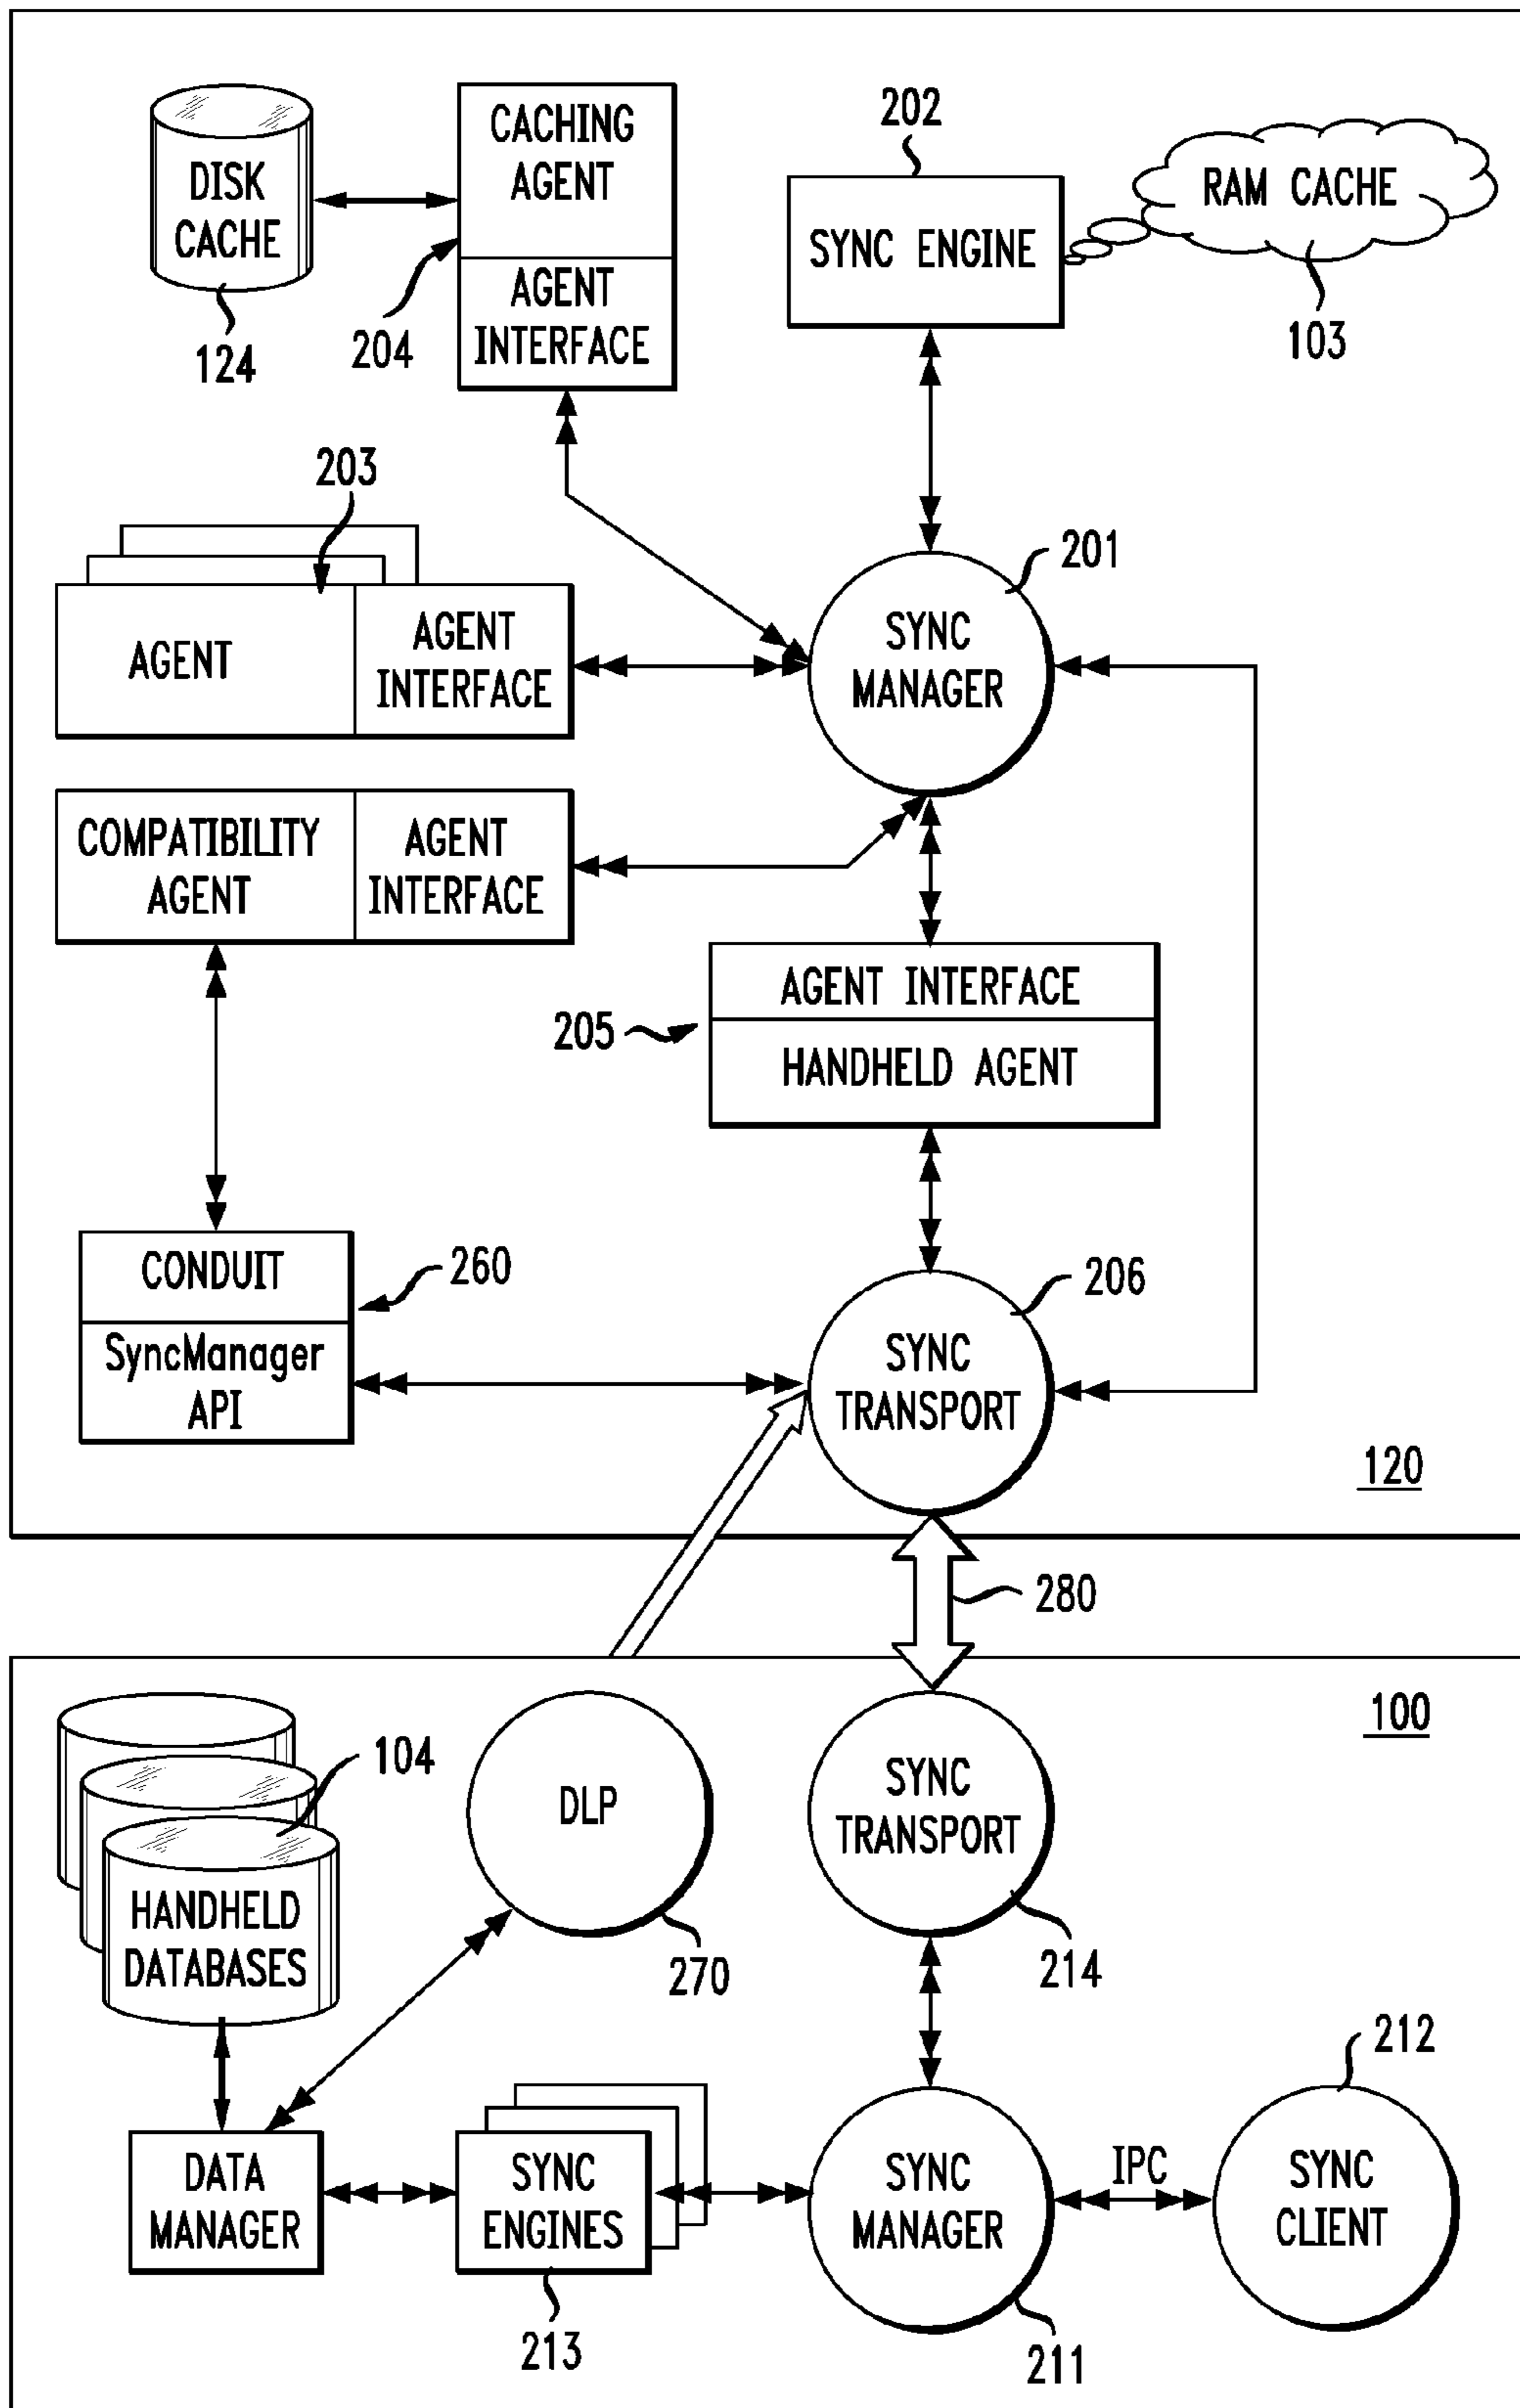 DISK
CACHE
124
CACHING
AGENT
AGENT
INTERFACE
204
202
SYNC ENGINE
RAM CACHE
103
203
AGENT
AGENT
INTERFACE
201
SYNC
MANAGER
COMPATIBILITY
AGENT
AGENT
INTERFACE
AGENT INTERFACE
HANDHELD AGENT
205
CONDUIT
SyncManager
API
260
206
SYNC
TRANSPORT
120
280
100
104
HANDHELD
DATABASES
DLP
270
SYNC
TRANSPORT
214
212
DATA
MANAGER
SYNC
ENGINES
213
SYNC
MANAGER
211
IPC
SYNC
CLIENT